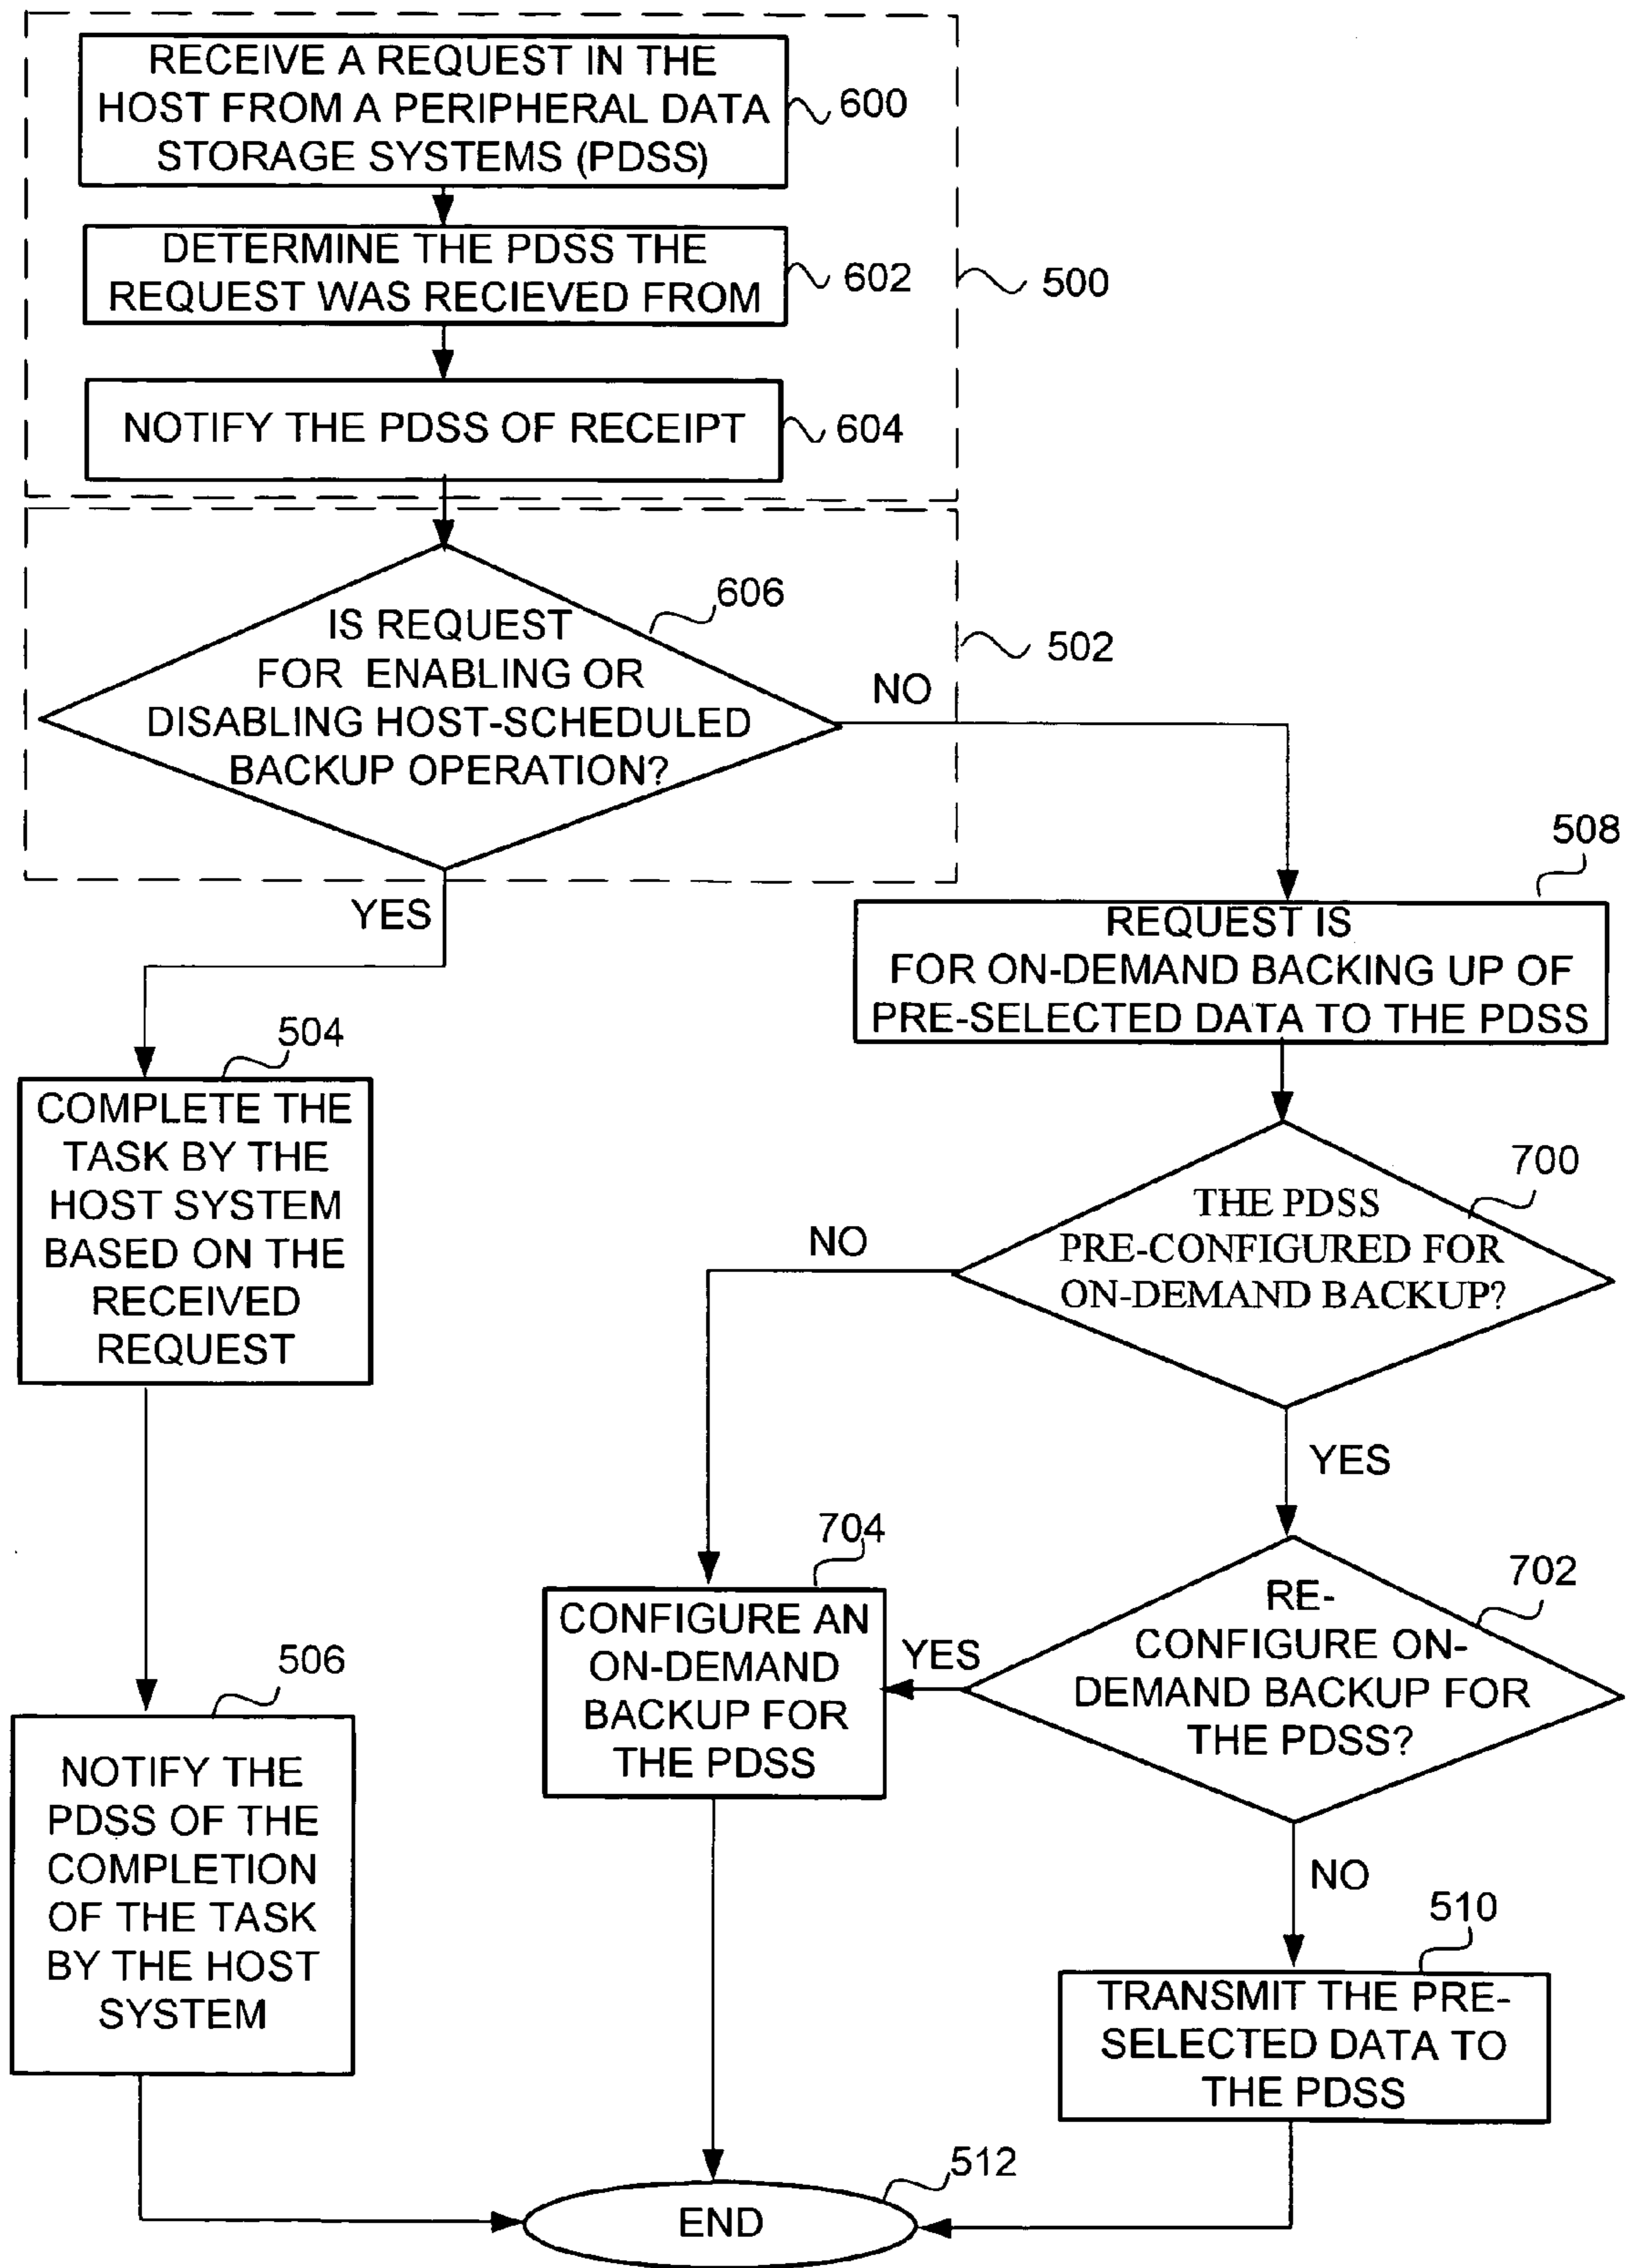 RECEIVE A REQUEST IN THE
HOST FROM A PERIPHERAL DATA
STORAGE SYSTEMS (PDSS)
600
DETERMINE THE PDSS THE
REQUEST WAS RECIEVED FROM
602
500
NOTIFY THE PDSS OF RECEIPT
604
606
IS REQUEST
FOR ENABLING OR
DISABLING HOST-SCHEDULED
BACKUP OPERATION?
502
NO
YES
508
REQUEST IS
FOR ON-DEMAND BACKING UP OF
PRE-SELECTED DATA TO THE PDSS
504
COMPLETE THE
TASK BY THE
HOST SYSTEM
BASED ON THE
RECEIVED
REQUEST
700
THE PDSS
PRE-CONFIGURED FOR
ON-DEMAND BACKUP?
NO
YES
704
CONFIGURE AN
ON-DEMAND
BACKUP FOR
THE PDSS
YES
702
RE-
CONFIGURE ON-
DEMAND BACKUP FOR
THE PDSS?
506
NOTIFY THE
PDSS OF THE
COMPLETION
OF THE TASK
BY THE HOST
SYSTEM
NO
510
TRANSMIT THE PRE-
SELECTED DATA TO
THE PDSS
512
END